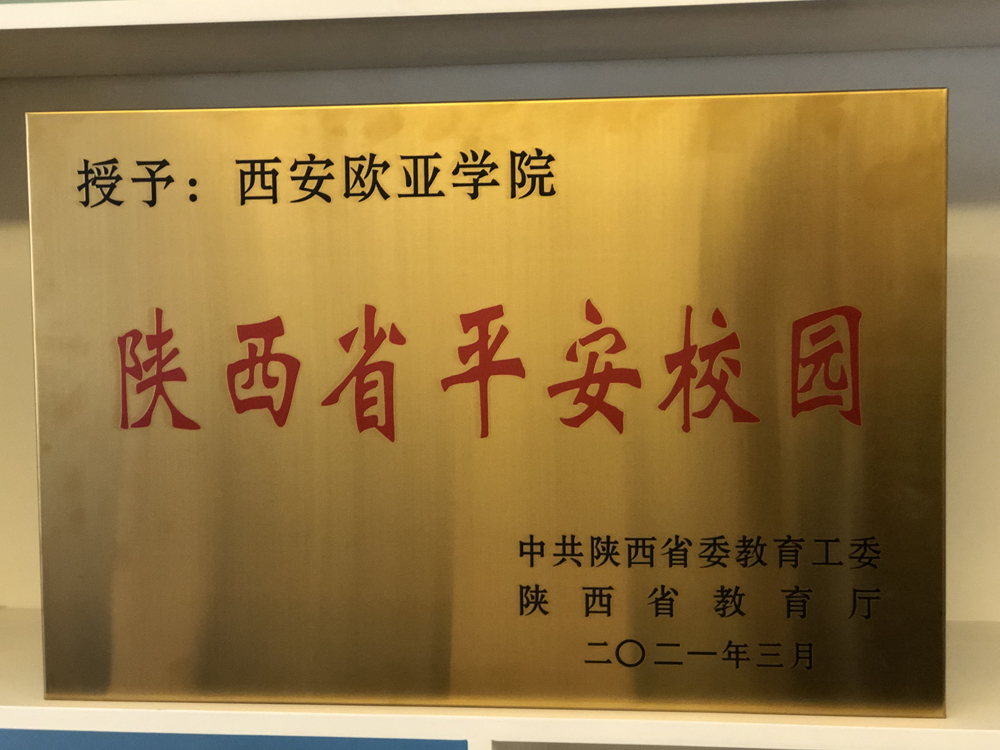 授予：西安欧亚学院
陕西省平安校园
中共陕西省委教育工委
陕西省教育厅
二〇二一年三月